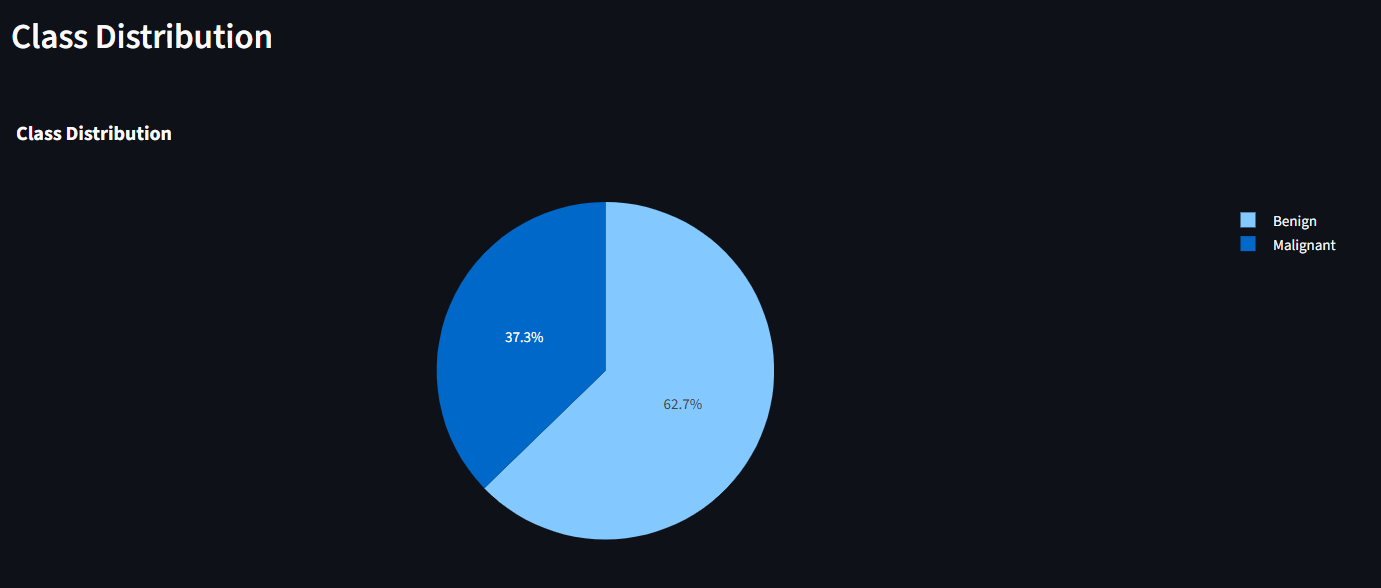 Class Distribution
Class Distribution
Benign
Malignant
37.3%
62.7%